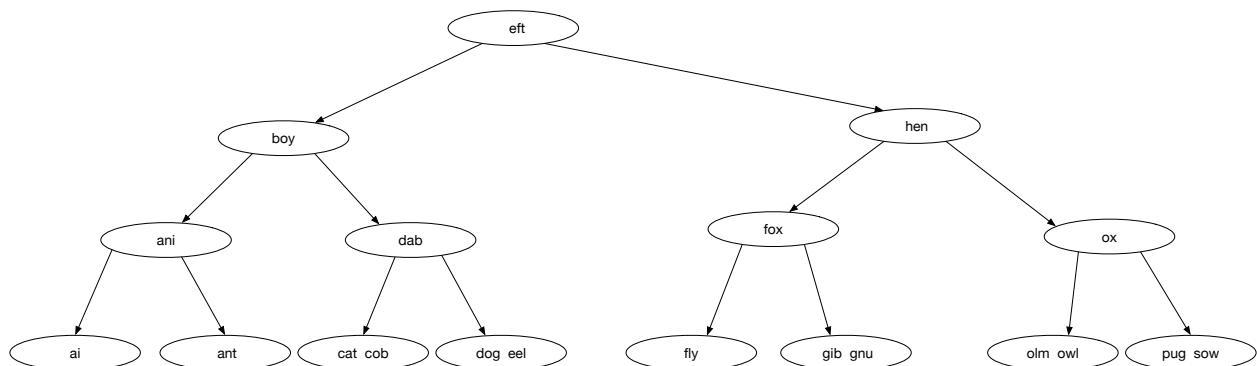 eft
boy hen
ani dab fox ox
ai ant cat cob dog eel fly gib gnu olm owl pug sow